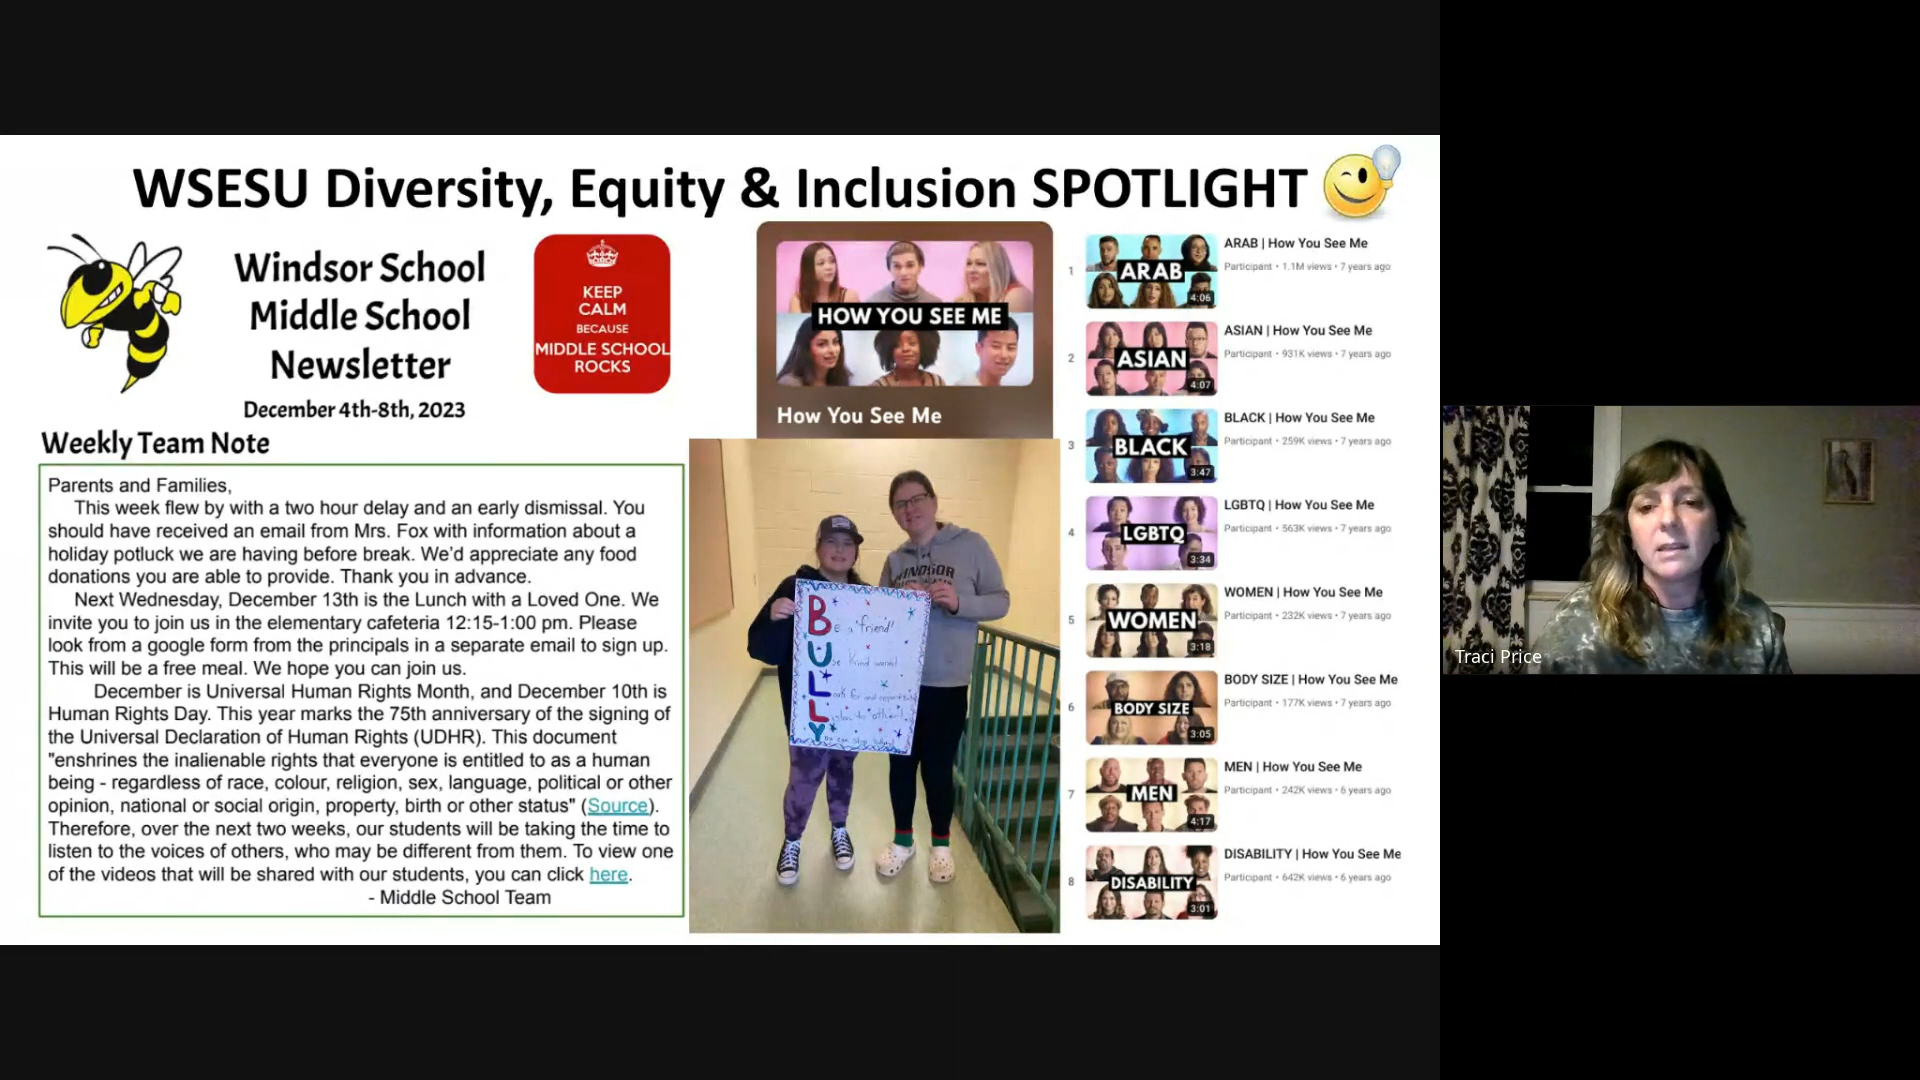 WSESU Diversity, Equity & Inclusion SPOTLIGHT
Windsor School
Middle School
Newsletter
December 4th-8th, 2023
KEEP
CALM
BECAUSE
MIDDLE SCHOOL
ROCKS
Weekly Team Note
Parents and Families,
This week flew by with a two hour delay and an early dismissal. You
should have received an email from Mrs. Fox with information about a
holiday potluck we are having before break. We'd appreciate any food
donations you are able to provide. Thank you in advance.
Next Wednesday, December 13th is the Lunch with a Loved One. We
invite you to join us in the elementary cafeteria 12:15-1:00 pm. Please
look from a google form from the principals in a separate email to sign up.
This will be a free meal. We hope you can join us.
December is Universal Human Rights Month, and December 10th is
Human Rights Day. This year marks the 75th anniversary of the signing of
the Universal Declaration of Human Rights (UDHR). This document
"enshrines the inalienable rights that everyone is entitled to as a human
being - regardless of race, colour, religion, sex, language, political or other
opinion, national or social origin, property, birth or other status" (Source).
Therefore, over the next two weeks, our students will be taking the time to
listen to the voices of others, who may be different from them. To view one
of the videos that will be shared with our students, you can click here.
- Middle School Team
HOW YOU SEE ME
How You See Me
WINDSOR
Be a friend!
Use kind words!
Look for and
Listen to others!
You can stop
1
ARAB
4:06
ARAB | How You See Me
Participant • 1.1M views • 7 years ago
2
ASIAN
4:07
ASIAN | How You See Me
Participant • 931K views • 7 years ago
3
BLACK
3:47
BLACK | How You See Me
Participant • 259K views • 7 years ago
4
LGBTQ
3:34
LGBTQ | How You See Me
Participant • 563K views • 7 years ago
5
WOMEN
3:18
WOMEN | How You See Me
Participant • 232K views • 7 years ago
6
BODY SIZE
3:05
BODY SIZE | How You See Me
Participant • 177K views • 7 years ago
7
MEN
4:17
MEN | How You See Me
Participant • 242K views • 6 years ago
8
DISABILITY
3:01
DISABILITY | How You See Me
Participant • 642K views • 6 years ago
Traci Price